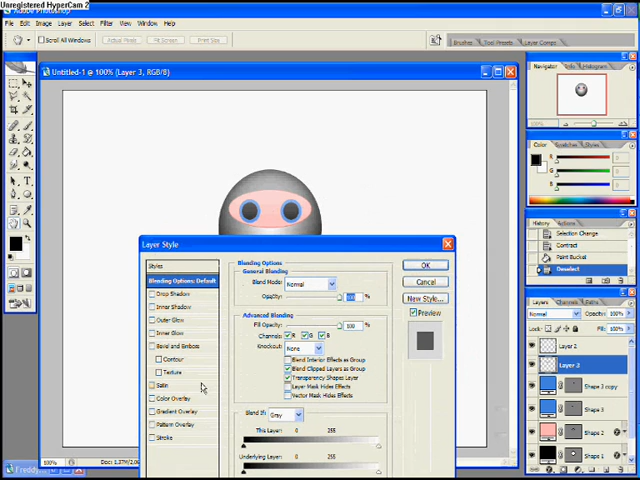 Unregistered HyperCam 2
Adobe Photoshop
File Edit Image Layer Select Filter View Window Help
Scroll All Windows Actual Pixels Fit Screen Print Size
Brushes Tool Presets Layer Comps
Untitled-1 @ 100% (Layer 3, RGB/8)
Navigator Info Histogram
100%
Color Swatches Styles
R 0
G 0
B 0
History Actions
Selection Change
Contract
Paint Bucket
Deselect
Layers Channels Paths
Normal Opacity: 100%
Lock: Fill: 100%
Layer 2
Layer 3
Shape 3 copy
Shape 3
Shape 2
Shape 1
Layer Style
Styles
Blending Options: Default
Drop Shadow
Inner Shadow
Outer Glow
Inner Glow
Bevel and Emboss
Contour
Texture
Satin
Color Overlay
Gradient Overlay
Pattern Overlay
Stroke
Blending Options
General Blending
Blend Mode: Normal
Opacity: 100 %
Advanced Blending
Fill Opacity: 100 %
Channels: R G B
Knockout: None
Blend Interior Effects as Group
Blend Clipped Layers as Group
Transparency Shapes Layer
Layer Mask Hides Effects
Vector Mask Hides Effects
Blend If: Gray
This Layer: 0 255
Underlying Layer: 0 255
OK
Cancel
New Style...
Preview
100% Doc: 1.37M/2.0